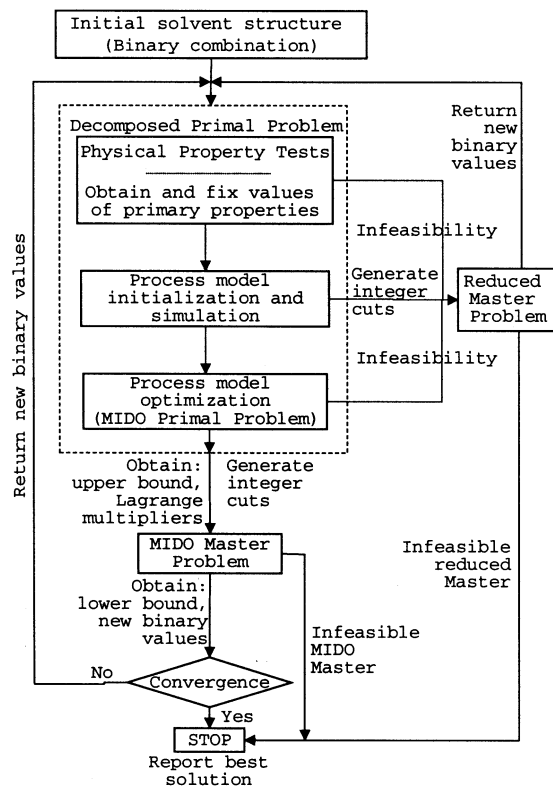 Initial solvent structure
(Binary combination)
Return
new
binary
values
Decomposed Primal Problem
Physical Property Tests
Obtain and fix values
of primary properties
Infeasibility
Process model
initialization and
simulation
Generate
integer
cuts
Reduced
Master
Problem
Infeasibility
Process model
optimization
(MIDO Primal Problem)
Return new binary values
Obtain:
upper bound,
Lagrange
multipliers
Generate
integer
cuts
MIDO Master
Problem
Infeasible
reduced
Master
Obtain:
lower bound,
new binary
values
Infeasible
MIDO
Master
No
Convergence
Yes
STOP
Report best
solution